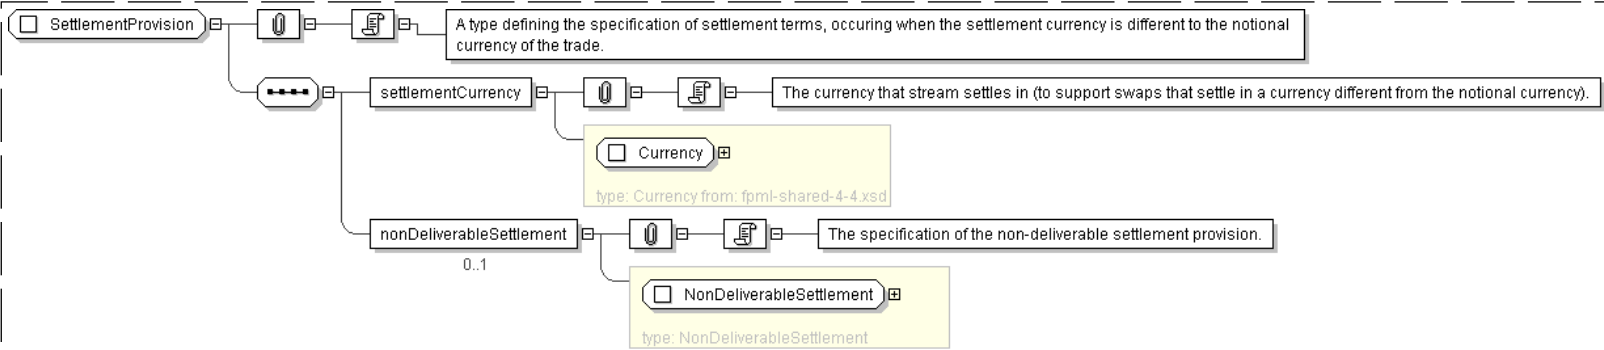 SettlementProvision
A type defining the specification of settlement terms, occuring when the settlement currency is different to the notional
currency of the trade.
settlementCurrency
The currency that stream settles in (to support swaps that settle in a currency different from the notional currency).
Currency
type: Currency from: fpml-shared-4-4.xsd
nonDeliverableSettlement
The specification of the non-deliverable settlement provision.
0..1
NonDeliverableSettlement
type: NonDeliverableSettlement